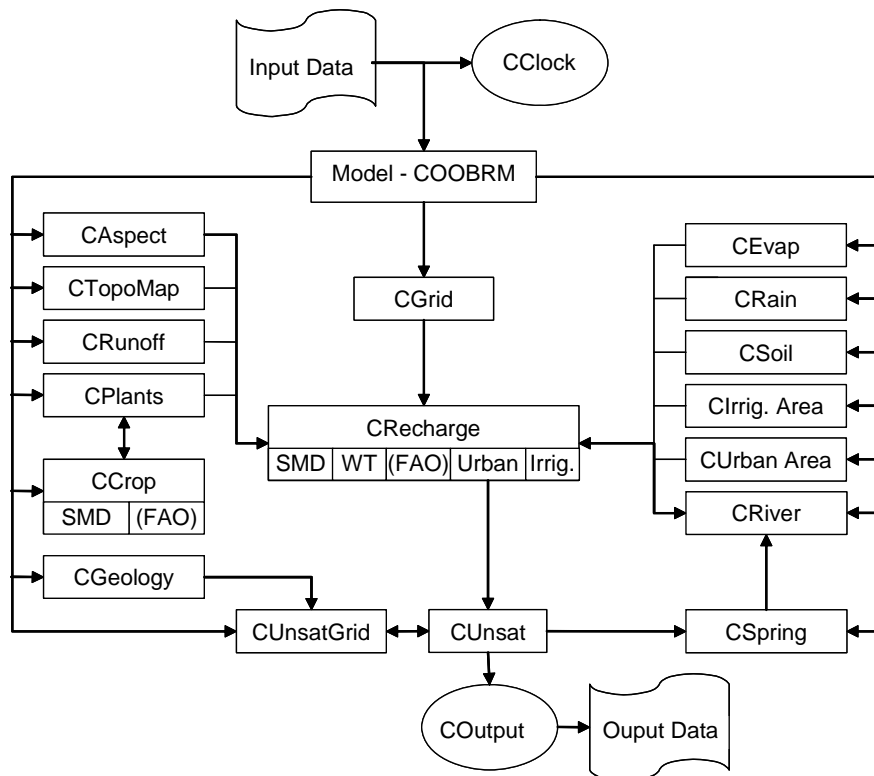 Input Data
CClock
Model - COOBRM
CAspect
CTopoMap
CRunoff
CPlants
CCrop
SMD (FAO)
CGeology
CGrid
CRecharge
SMD WT (FAO) Urban Irrig.
CEvap
CRain
CSoil
CIrrig. Area
CUrban Area
CRiver
CUnsatGrid
CUnsat
CSpring
COutput
Ouput Data